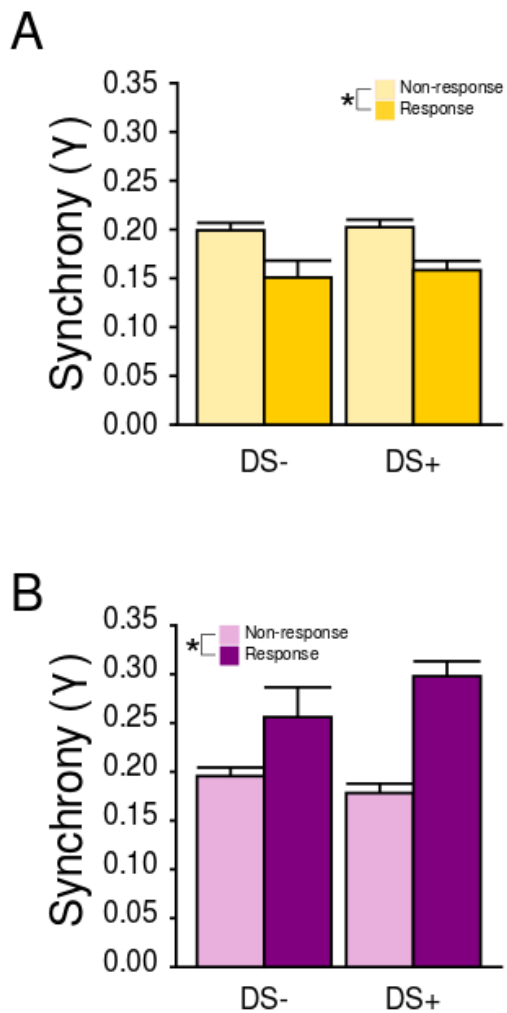 A
Synchrony (γ)
0.35
0.30
0.25
0.20
0.15
0.10
0.05
0.00
*
Non-response
Response
DS-
DS+
B
Synchrony (γ)
0.35
0.30
0.25
0.20
0.15
0.10
0.05
0.00
*
Non-response
Response
DS-
DS+